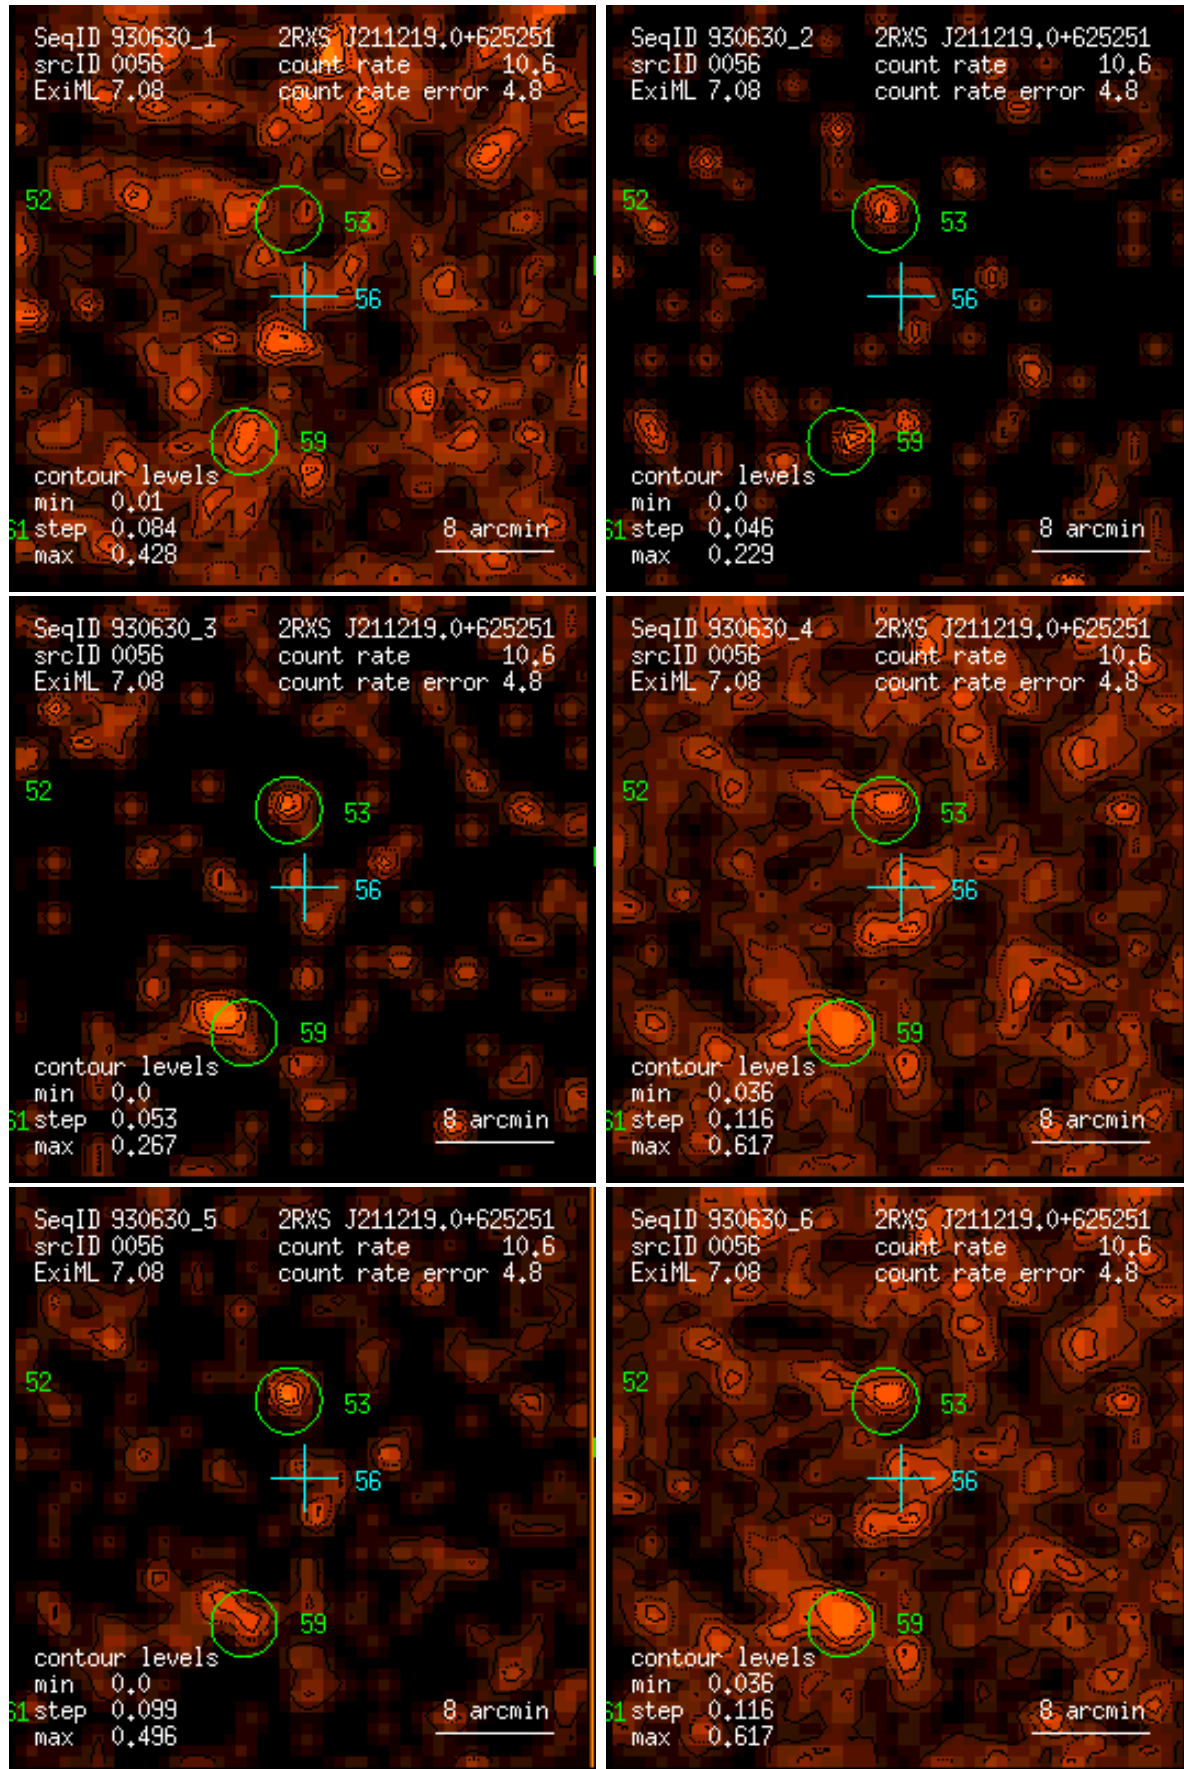 SeqID 930630_1 2RXS J211219.0+625251
srcID 0056 count rate 10.6
ExiML 7.08 count rate error 4.8
52
53
56
59
contour levels
min 0.01
61 step 0.084 8 arcmin
max 0.428
SeqID 930630_2 2RXS J211219.0+625251
srcID 0056 count rate 10.6
ExiML 7.08 count rate error 4.8
52
53
56
59
contour levels
min 0.0
61 step 0.046 8 arcmin
max 0.229
SeqID 930630_3 2RXS J211219.0+625251
srcID 0056 count rate 10.6
ExiML 7.08 count rate error 4.8
52
53
56
59
contour levels
min 0.0
61 step 0.053 8 arcmin
max 0.267
SeqID 930630_4 2RXS J211219.0+625251
srcID 0056 count rate 10.6
ExiML 7.08 count rate error 4.8
52
53
56
59
contour levels
min 0.036
61 step 0.116 8 arcmin
max 0.617
SeqID 930630_5 2RXS J211219.0+625251
srcID 0056 count rate 10.6
ExiML 7.08 count rate error 4.8
52
53
56
59
contour levels
min 0.0
61 step 0.099 8 arcmin
max 0.496
SeqID 930630_6 2RXS J211219.0+625251
srcID 0056 count rate 10.6
ExiML 7.08 count rate error 4.8
52
53
56
59
contour levels
min 0.036
61 step 0.116 8 arcmin
max 0.617